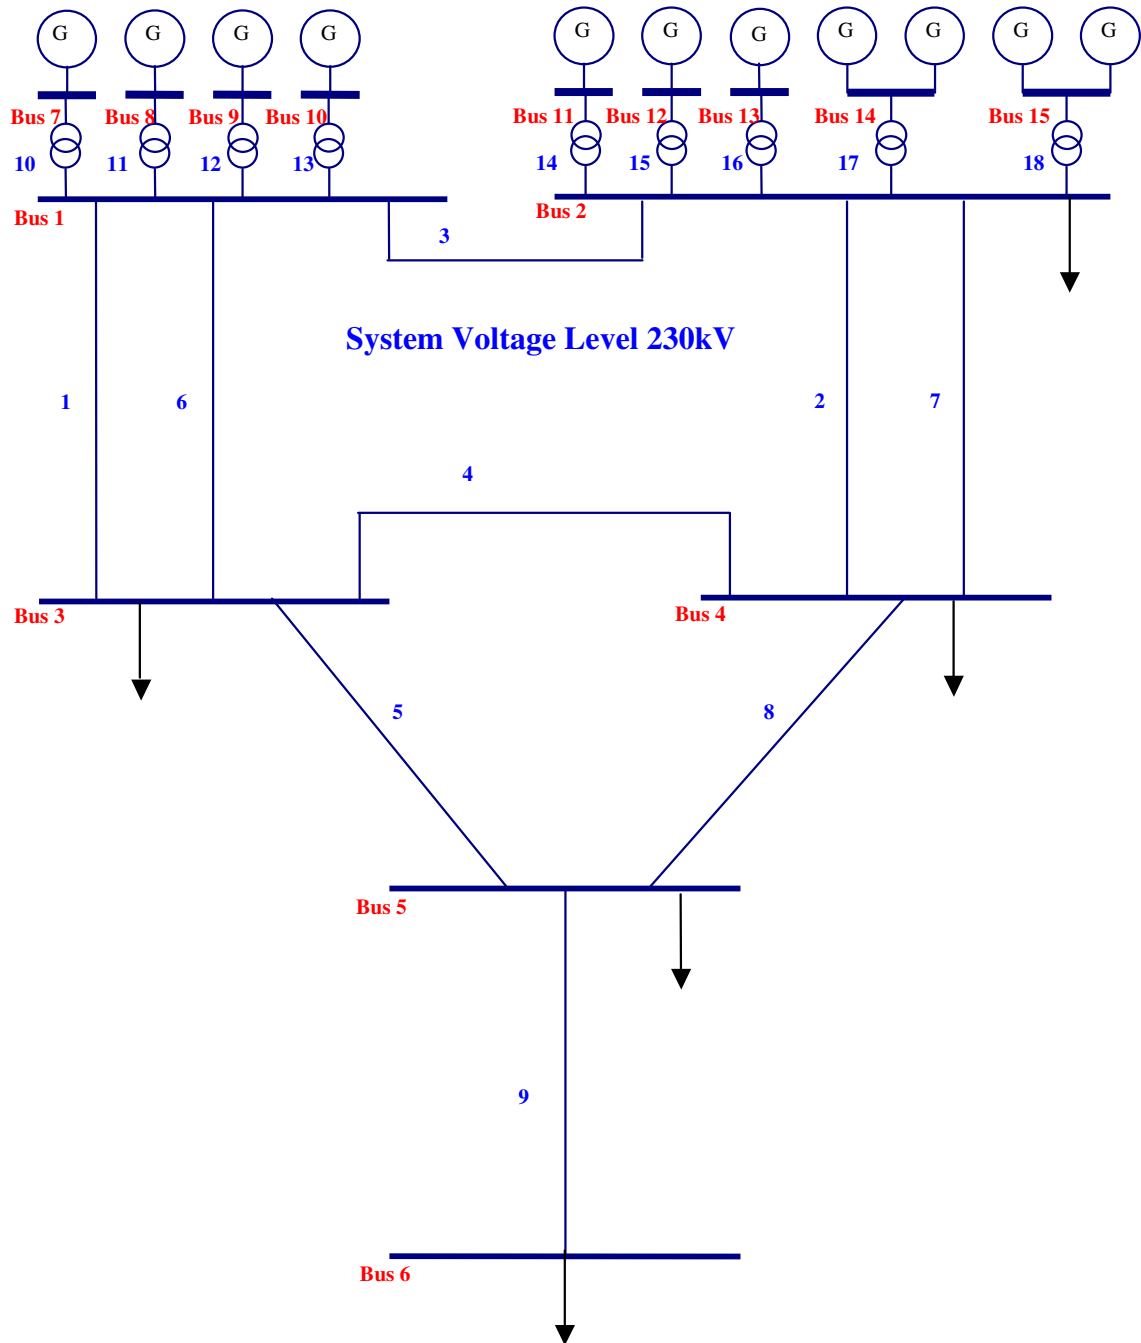 G G G G G G G G G G G
Bus 7 Bus 8 Bus 9 Bus 10 Bus 11 Bus 12 Bus 13 Bus 14 Bus 15
10 11 12 13 14 15 16 17 18
Bus 1 Bus 2
3
System Voltage Level 230kV
1 6 2 7
4
Bus 3 Bus 4
5 8
Bus 5
9
Bus 6